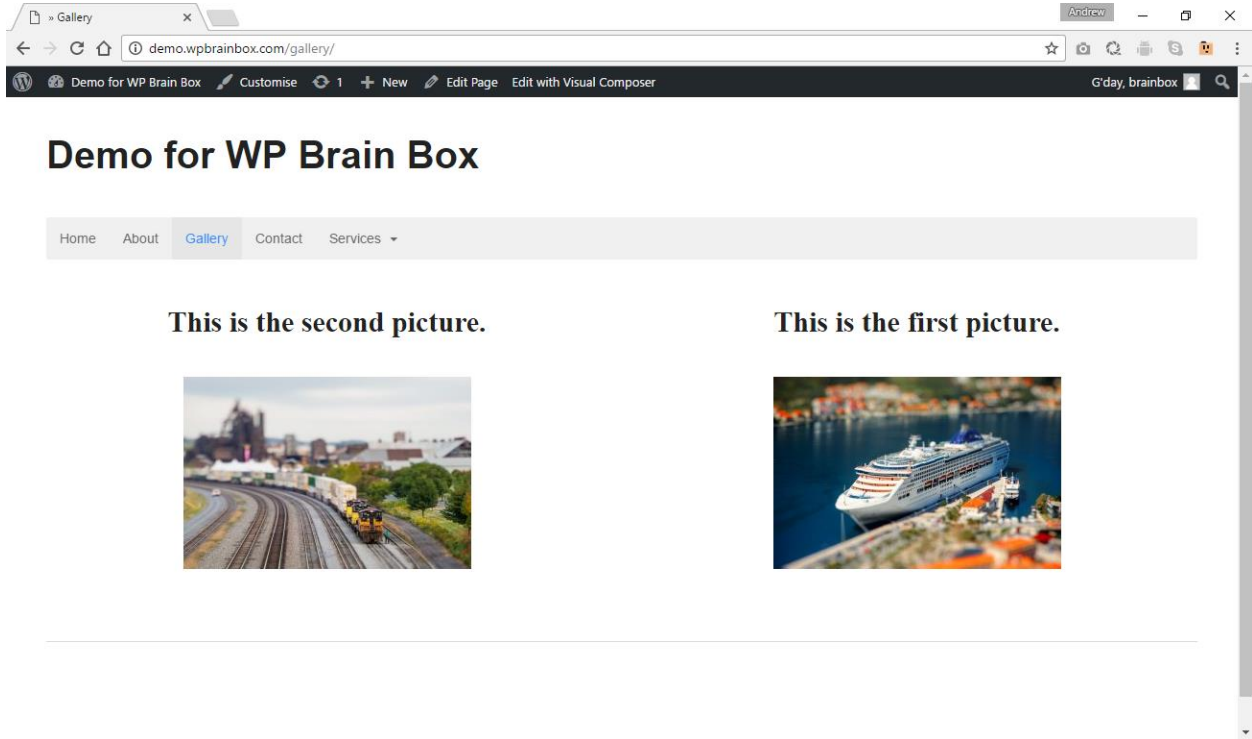 » Gallery
Andrew
demo.wpbrainbox.com/gallery/
Demo for WP Brain Box Customise 1 New Edit Page Edit with Visual Composer G'day, brainbox
Demo for WP Brain Box
Home About Gallery Contact Services
This is the second picture. This is the first picture.